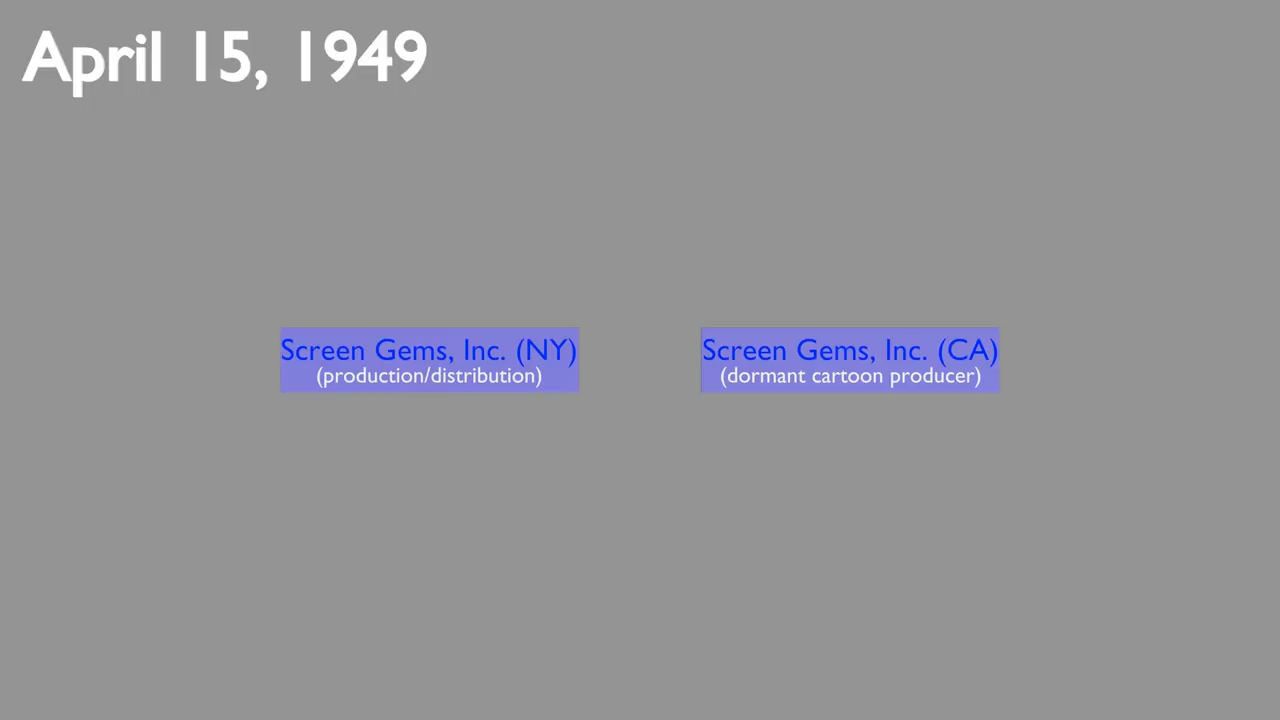 April 15, 1949
Screen Gems, Inc. (NY)
(production/distribution)
Screen Gems, Inc. (CA)
(dormant cartoon producer)